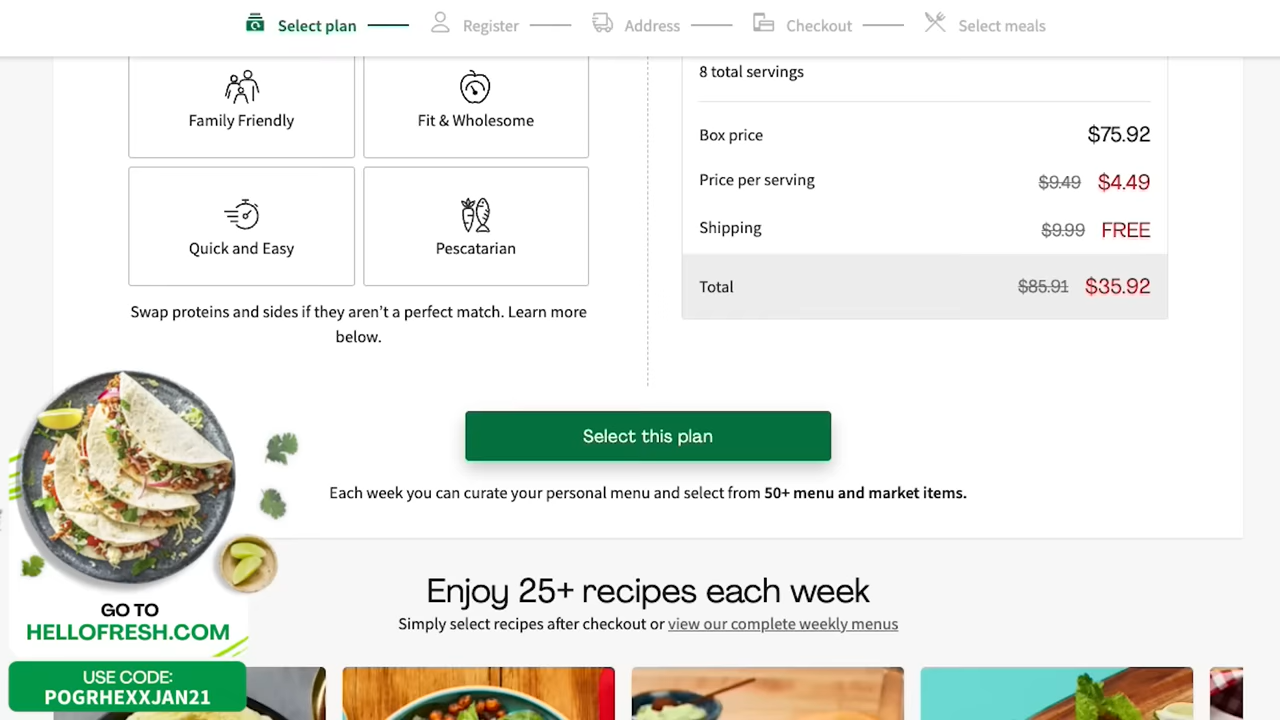 Select plan
Register
Address
Checkout
Select meals
Family Friendly
Fit & Wholesome
Quick and Easy
Pescatarian
Swap proteins and sides if they aren't a perfect match. Learn more
below.
8 total servings
Box price $75.92
Price per serving $9.49 $4.49
Shipping $9.99 FREE
Total $85.91 $35.92
Select this plan
Each week you can curate your personal menu and select from 50+ menu and market items.
Enjoy 25+ recipes each week
Simply select recipes after checkout or view our complete weekly menus
GO TO
HELLOFRESH.COM
USE CODE:
POGRHEXXJAN21